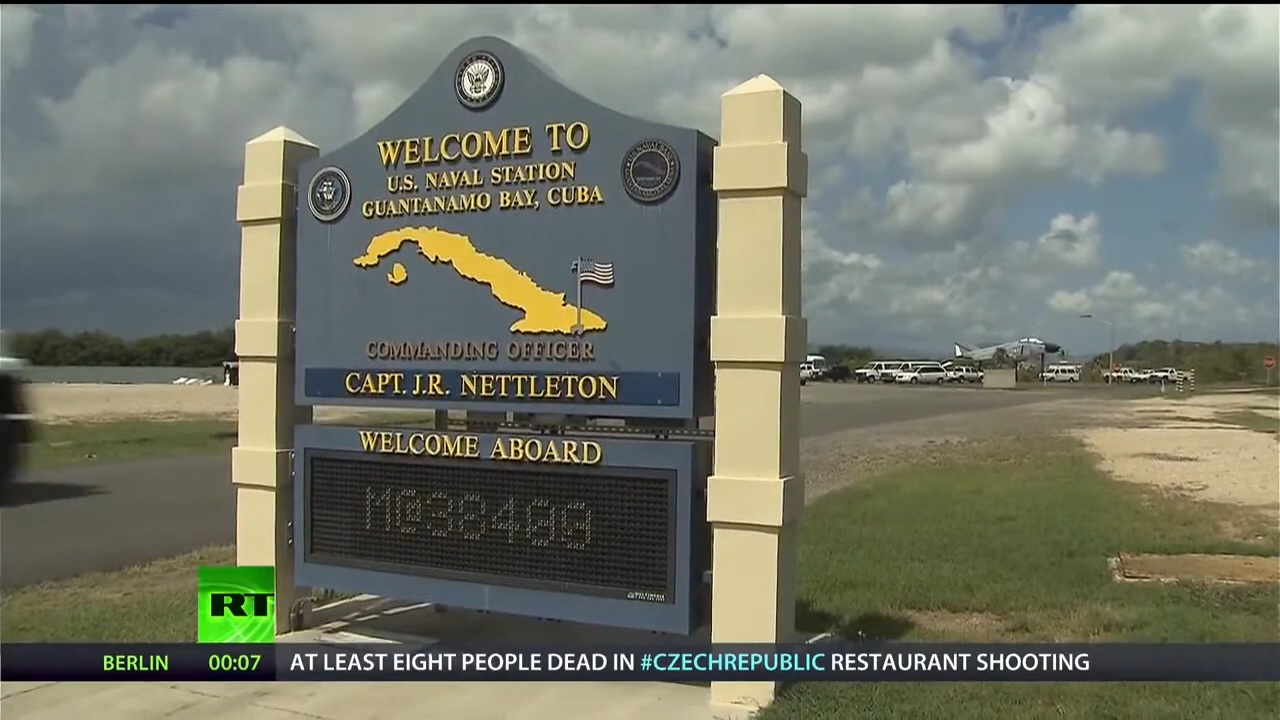 WELCOME TO
U.S. NAVAL STATION
GUANTANAMO BAY, CUBA
COMMANDING OFFICER
CAPT. J.R. NETTLETON
WELCOME ABOARD
M@38400
RT
BERLIN 00:07 AT LEAST EIGHT PEOPLE DEAD IN #CZECHREPUBLIC RESTAURANT SHOOTING